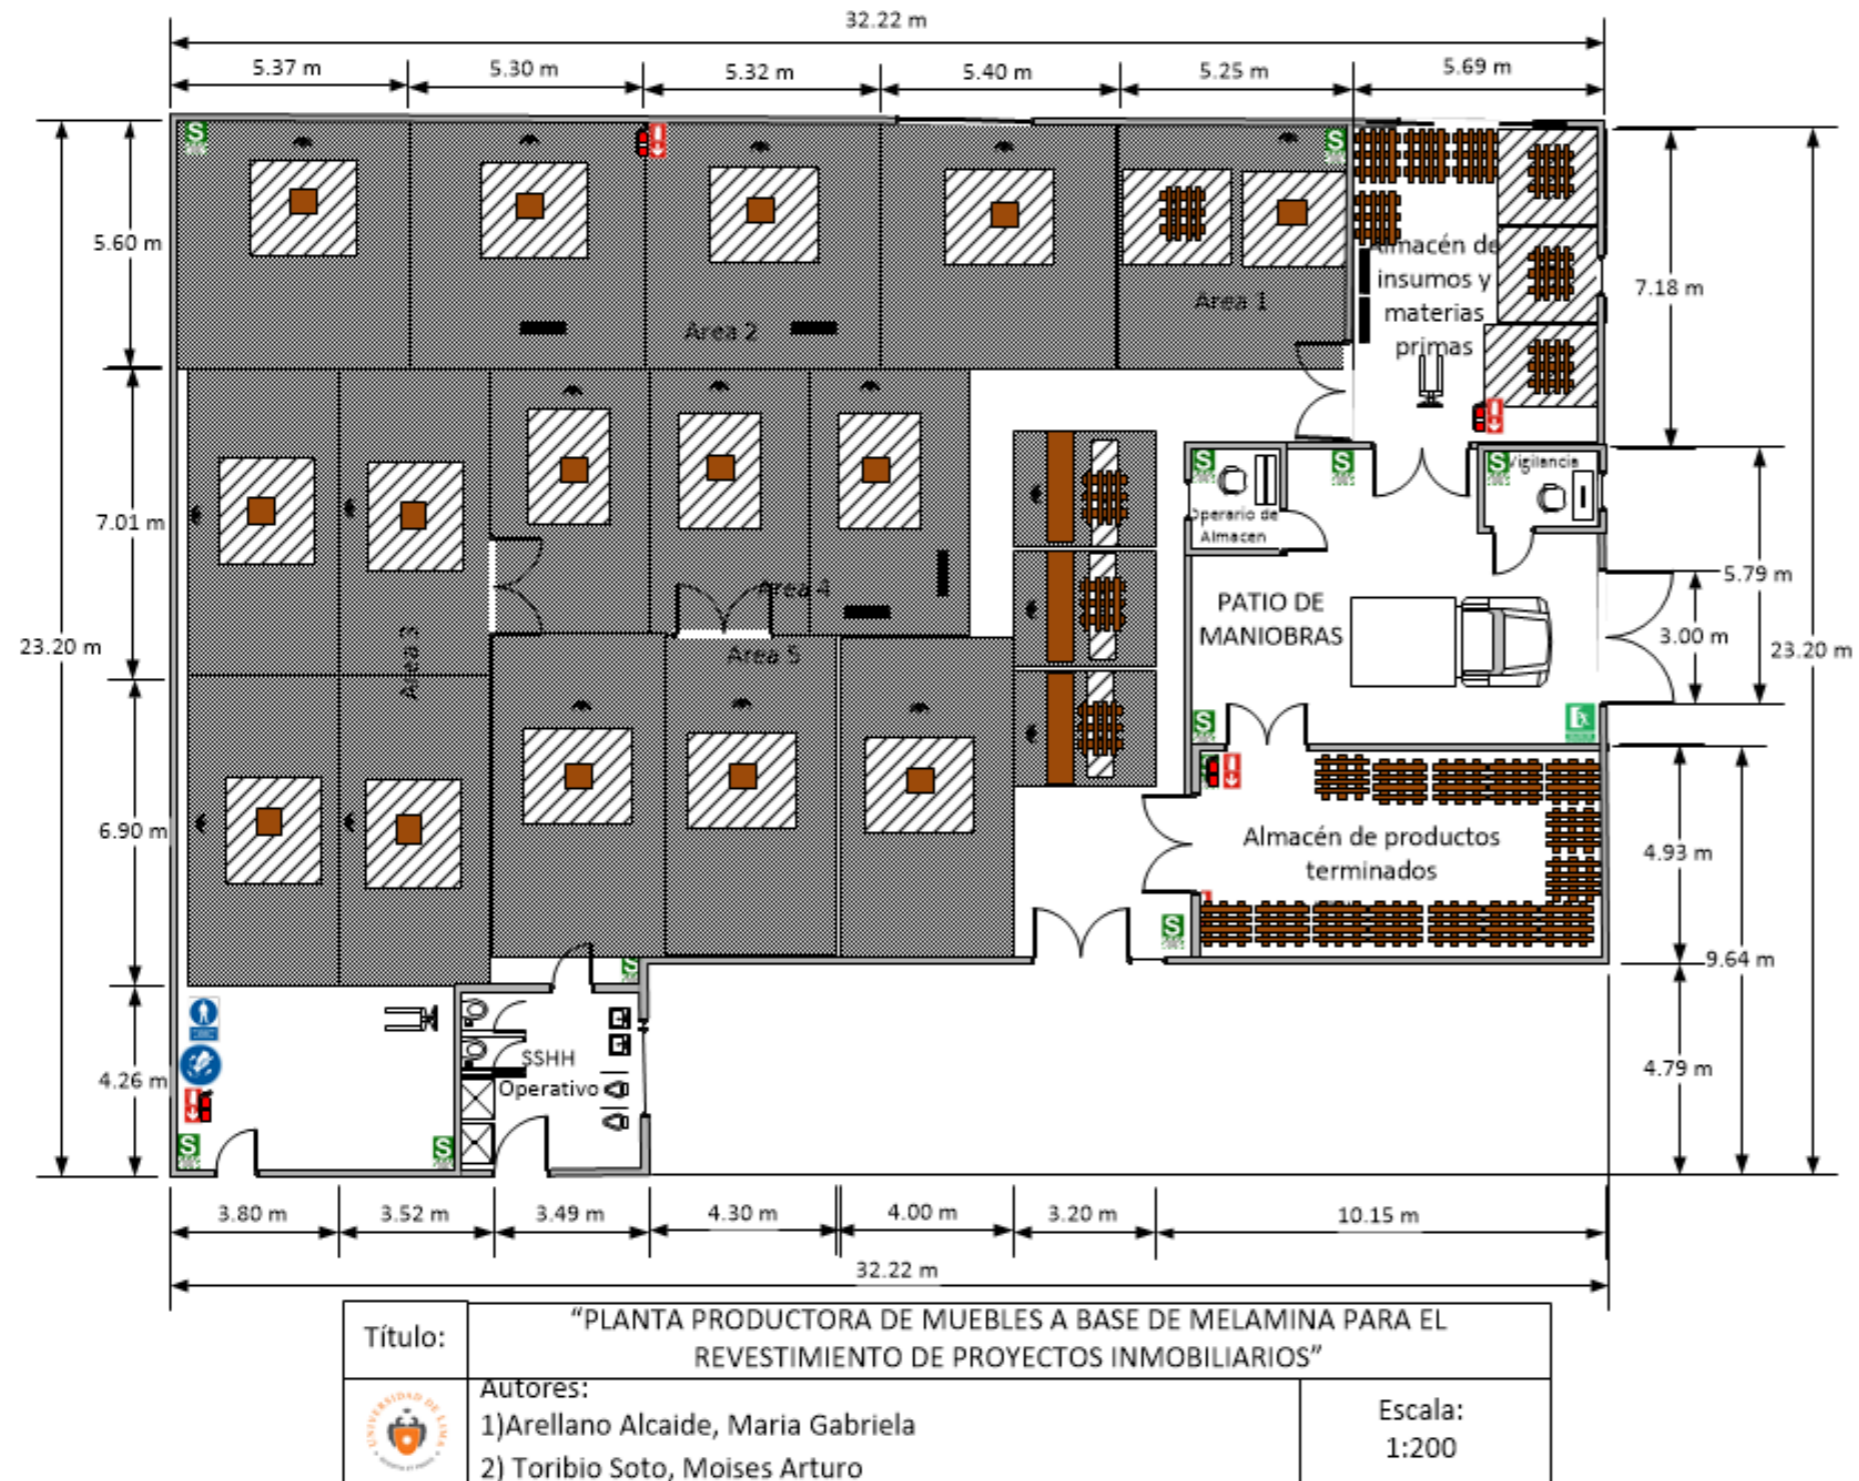 32.22 m
5.37 m
5.30 m
5.32 m
5.40 m
5.25 m
5.69 m
5.60 m
7.01 m
23.20 m
6.90 m
4.26 m
Area 2
Area 1
Almacén de
insumos y
materias
primas
7.18 m
Vigilancia
Operario de
Almacen
Area 4
Area 3
Area 5
PATIO DE
MANIOBRAS
5.79 m
3.00 m
23.20 m
Almacén de productos
terminados
4.93 m
9.64 m
4.79 m
SSHH
Operativo
S
S
S
S
S
S
S
S
S
S
S
3.80 m
3.52 m
3.49 m
4.30 m
4.00 m
3.20 m
10.15 m
32.22 m
Título:
“PLANTA PRODUCTORA DE MUEBLES A BASE DE MELAMINA PARA EL
REVESTIMIENTO DE PROYECTOS INMOBILIARIOS”
UNIVERSIDAD DE LIMA
Autores:
1)Arellano Alcaide, Maria Gabriela
2) Toribio Soto, Moises Arturo
Escala:
1:200